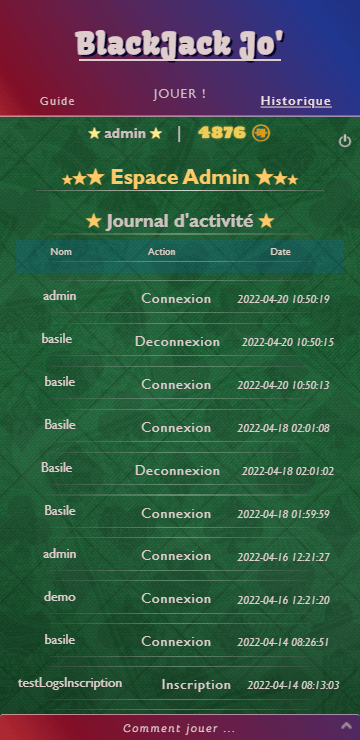 BlackJack Jo'
Guide
JOUER !
Historique
admin | 4876
Espace Admin
Journal d'activité
Nom Action Date
admin Connexion 2022-04-20 10:50:19
basile Deconnexion 2022-04-20 10:50:15
basile Connexion 2022-04-20 10:50:13
Basile Connexion 2022-04-18 02:01:08
Basile Deconnexion 2022-04-18 02:01:02
Basile Connexion 2022-04-18 01:59:59
admin Connexion 2022-04-16 12:21:27
demo Connexion 2022-04-16 12:21:20
basile Connexion 2022-04-14 08:26:51
testLogsInscription Inscription 2022-04-14 08:13:03
Comment jouer ...